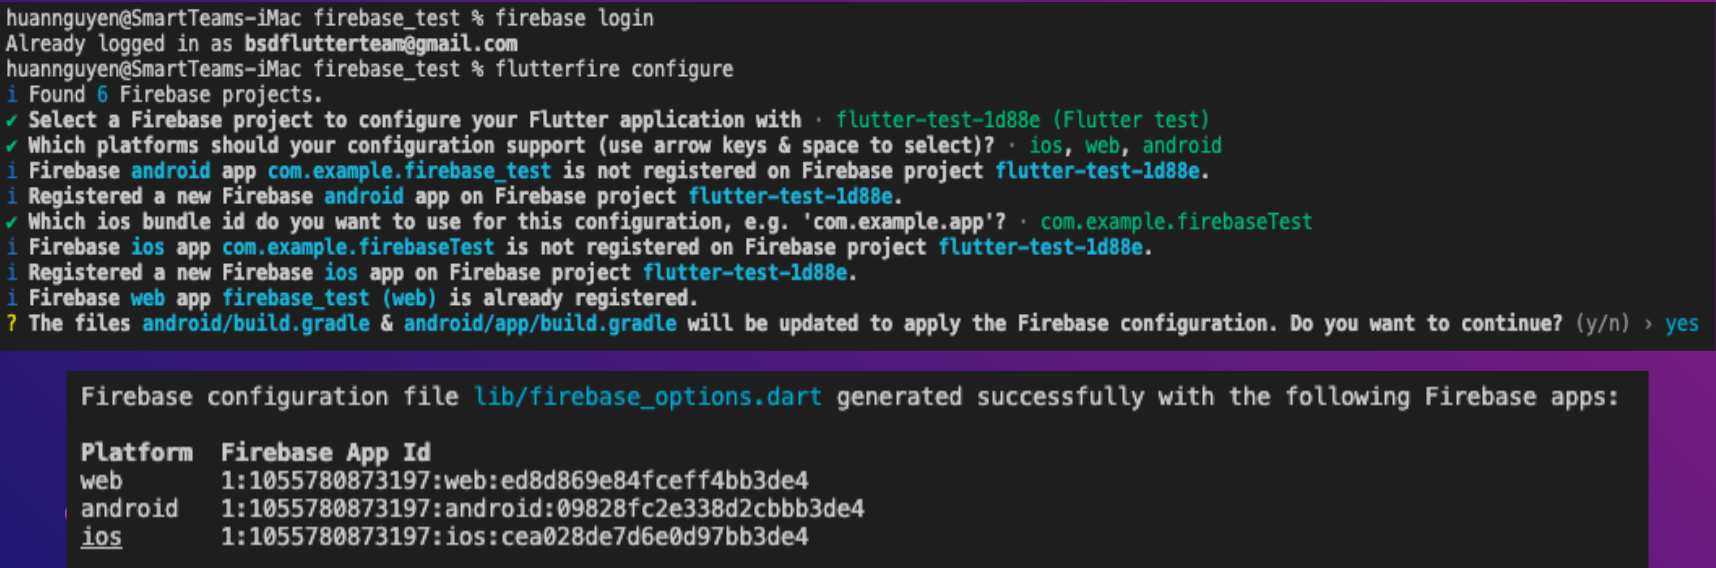 huannguyen@SmartTeams-iMac firebase_test % firebase login
Already logged in as bsdflutterteam@gmail.com
huannguyen@SmartTeams-iMac firebase_test % flutterfire configure
i Found 6 Firebase projects.
✔ Select a Firebase project to configure your Flutter application with · flutter-test-1d88e (Flutter test)
✔ Which platforms should your configuration support (use arrow keys & space to select)? · ios, web, android
i Firebase android app com.example.firebase_test is not registered on Firebase project flutter-test-1d88e.
i Registered a new Firebase android app on Firebase project flutter-test-1d88e.
✔ Which ios bundle id do you want to use for this configuration, e.g. 'com.example.app'? · com.example.firebaseTest
i Firebase ios app com.example.firebaseTest is not registered on Firebase project flutter-test-1d88e.
i Registered a new Firebase ios app on Firebase project flutter-test-1d88e.
i Firebase web app firebase_test (web) is already registered.
? The files android/build.gradle & android/app/build.gradle will be updated to apply the Firebase configuration. Do you want to continue? (y/n) › yes
Firebase configuration file lib/firebase_options.dart generated successfully with the following Firebase apps:
Platform Firebase App Id
web 1:1055780873197:web:ed8d869e84fceff4bb3de4
android 1:1055780873197:android:09828fc2e338d2cbbb3de4
ios 1:1055780873197:ios:cea028de7d6e0d97bb3de4